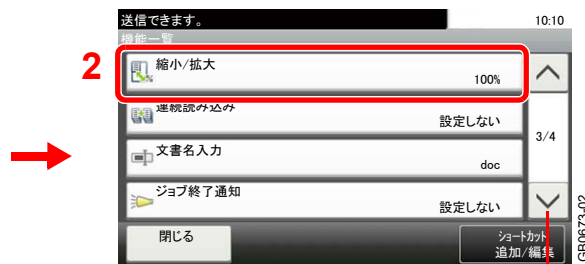 送信できます。
10:10
機能一覧
2
縮小/拡大
100%
連続読み込み
設定しない
3/4
文書名入力
doc
ジョブ終了通知
設定しない
閉じる
ショートカット
追加/編集
GB0673-02